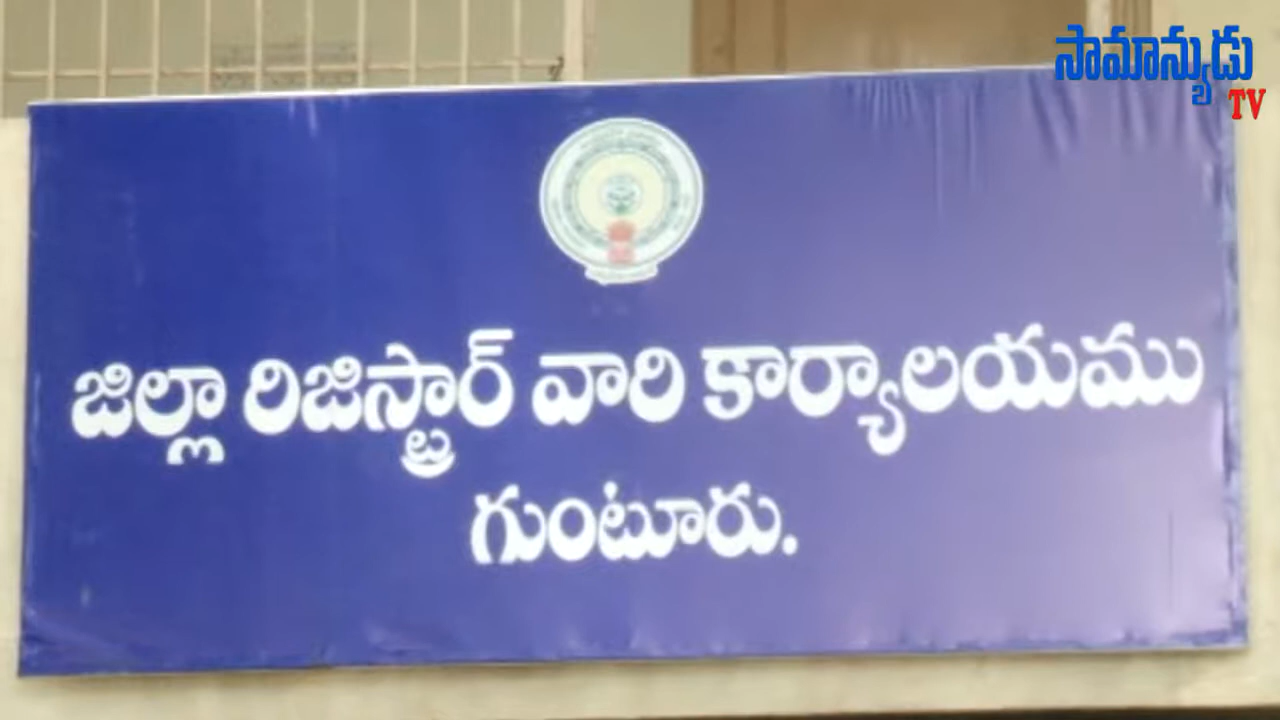 సామాన్యుడు
TV
జిల్లా రిజిస్ట్రార్ వారి కార్యాలయము
గుంటూరు.